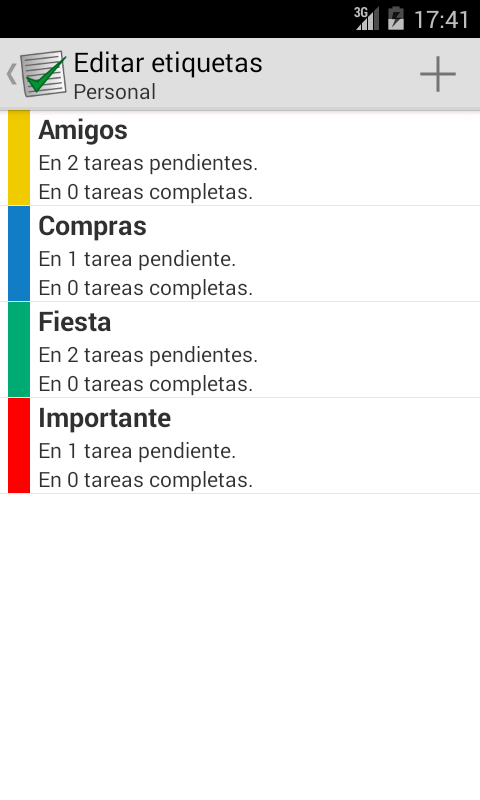 3G 17:41
Editar etiquetas
Personal
Amigos
En 2 tareas pendientes.
En 0 tareas completas.
Compras
En 1 tarea pendiente.
En 0 tareas completas.
Fiesta
En 2 tareas pendientes.
En 0 tareas completas.
Importante
En 1 tarea pendiente.
En 0 tareas completas.